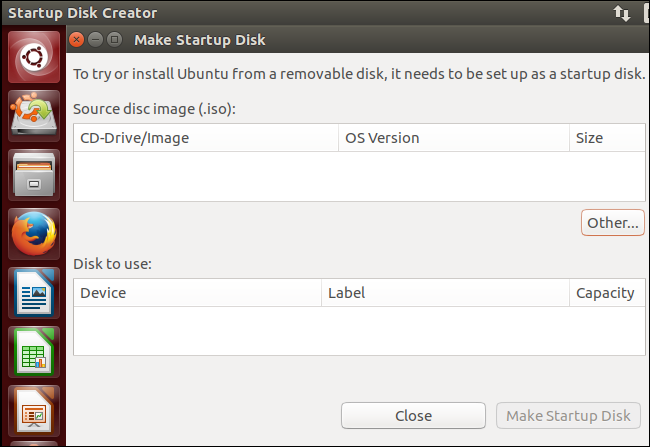 Startup Disk Creator
Make Startup Disk
To try or install Ubuntu from a removable disk, it needs to be set up as a startup disk.
Source disc image (.iso):
CD-Drive/Image OS Version Size
Other...
Disk to use:
Device Label Capacity
Close Make Startup Disk